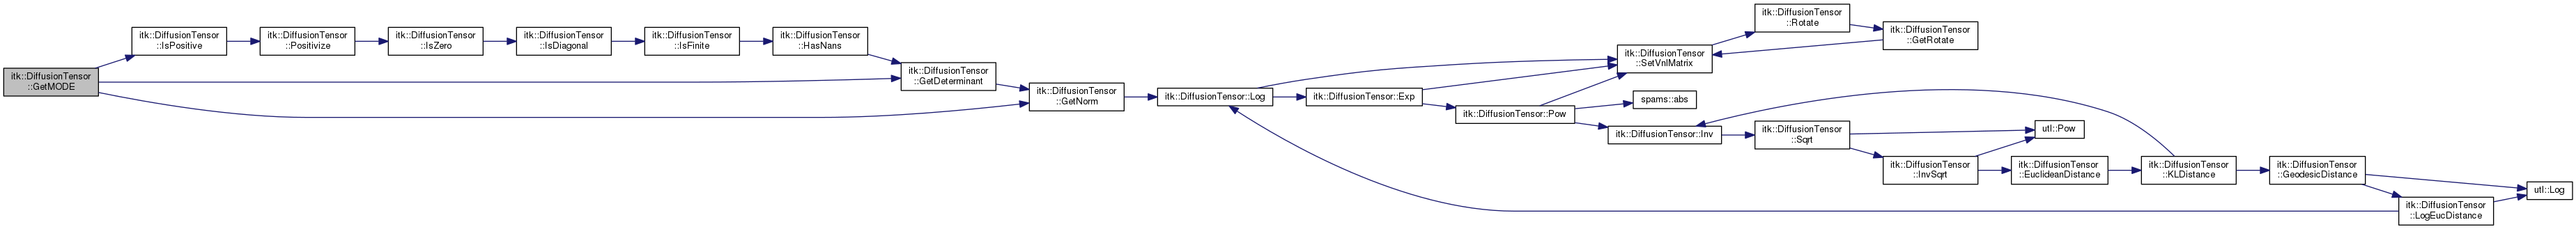 itk::DiffusionTensor
::GetMODE
itk::DiffusionTensor
::IsPositive
itk::DiffusionTensor
::Positivize
itk::DiffusionTensor
::IsZero
itk::DiffusionTensor
::IsDiagonal
itk::DiffusionTensor
::IsFinite
itk::DiffusionTensor
::HasNans
itk::DiffusionTensor
::GetDeterminant
itk::DiffusionTensor
::GetNorm
itk::DiffusionTensor::Log
itk::DiffusionTensor::Exp
itk::DiffusionTensor::Pow
itk::DiffusionTensor
::SetVnlMatrix
itk::DiffusionTensor
::Rotate
itk::DiffusionTensor
::GetRotate
spams::abs
itk::DiffusionTensor::Inv
itk::DiffusionTensor
::Sqrt
utl::Pow
itk::DiffusionTensor
::InvSqrt
itk::DiffusionTensor
::EuclideanDistance
itk::DiffusionTensor
::KLDistance
itk::DiffusionTensor
::GeodesicDistance
utl::Log
itk::DiffusionTensor
::LogEucDistance